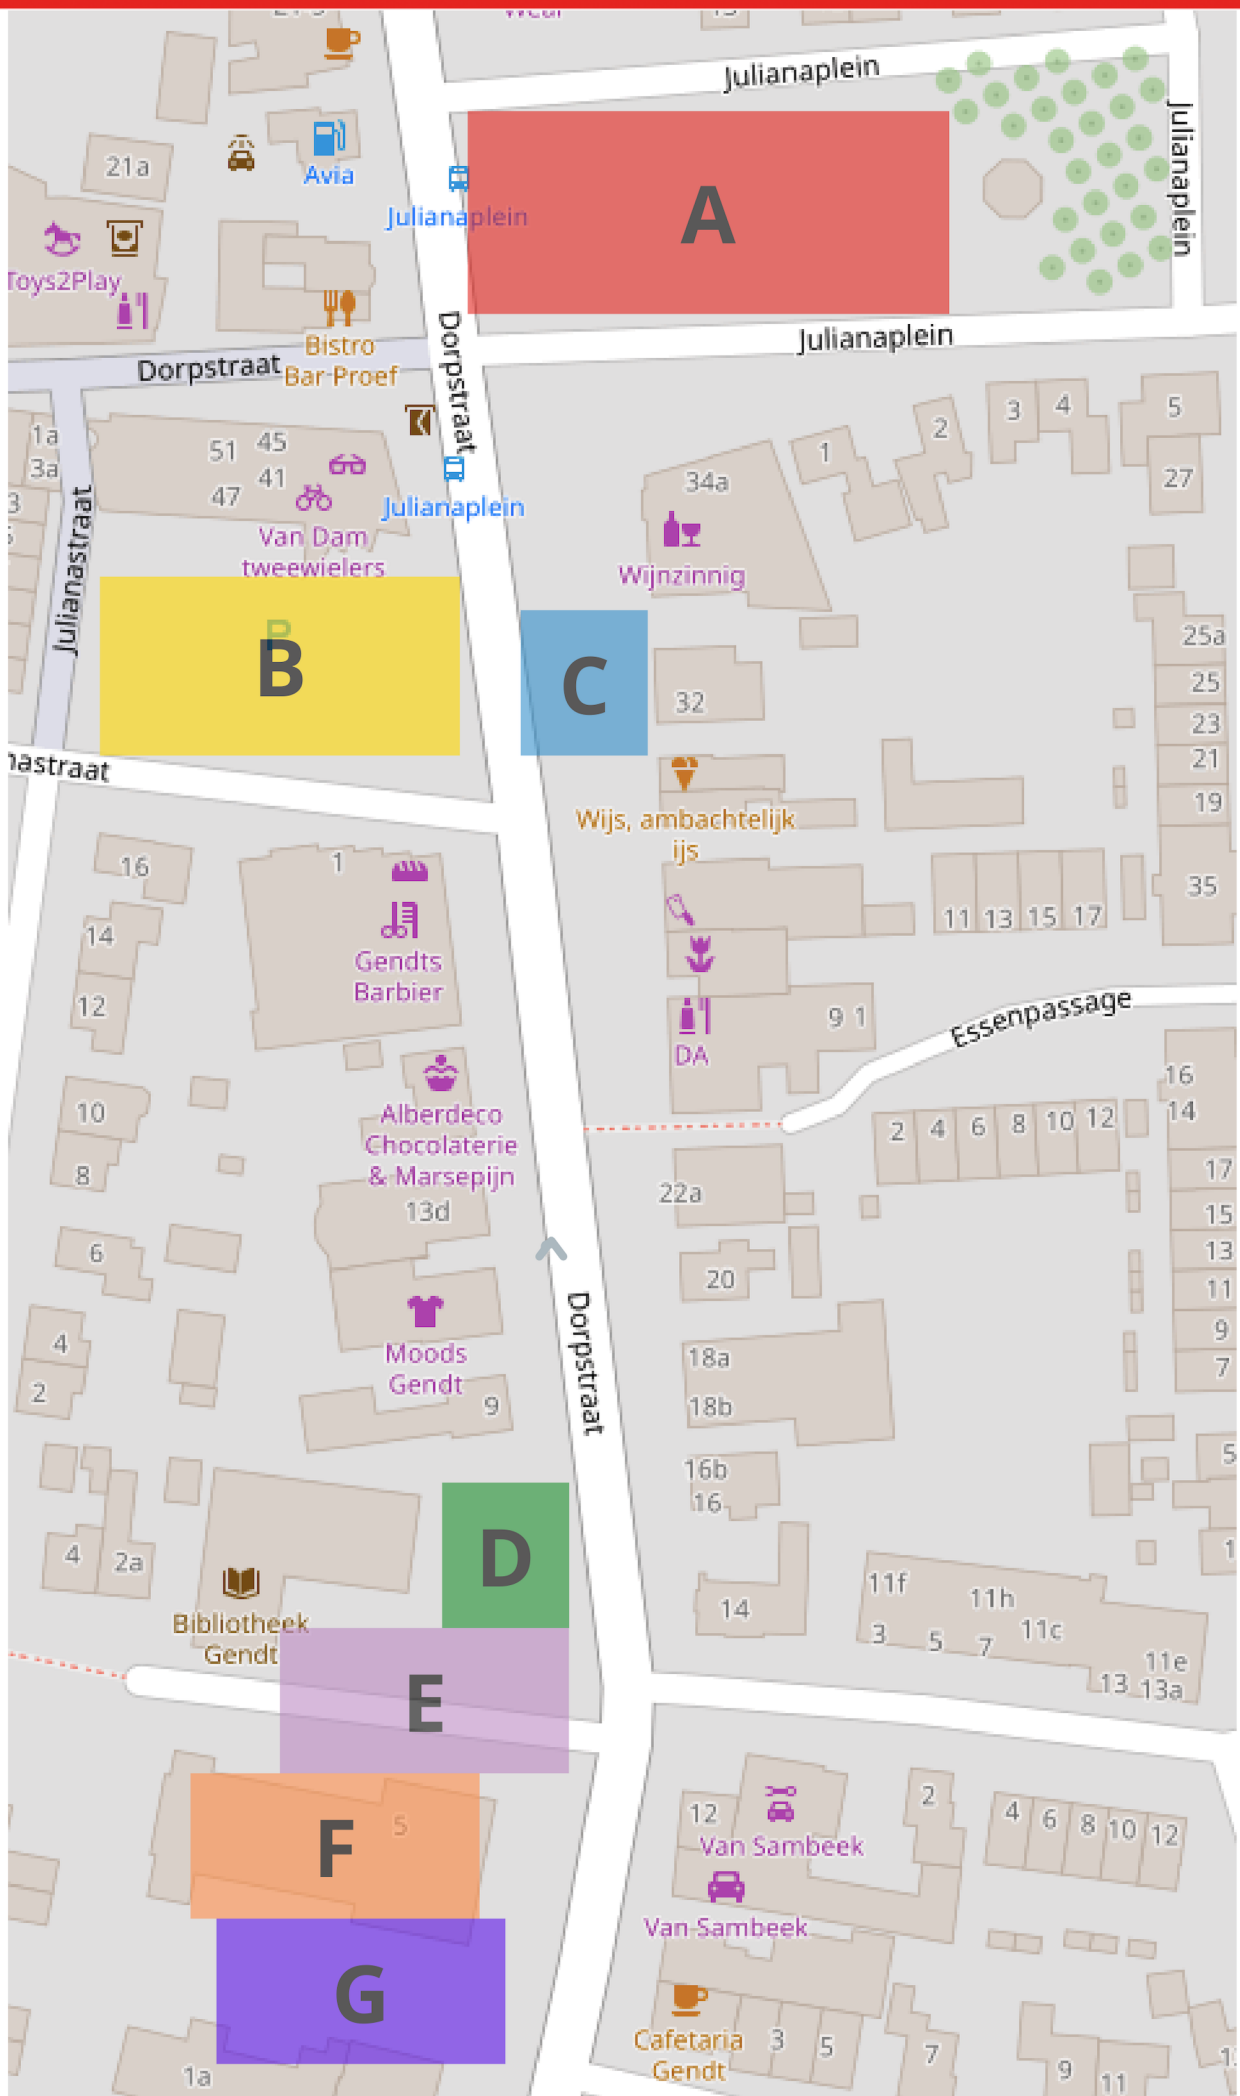 Julianaplein
Julianaplein
A
Avia
21a
Julianaplein
Toys2Play
Dorpstraat
Bistro
Bar Proef
Dorpstraat
Julianaplein
1a
3a
51
45
41
47
Van Dam
tweewielers
Julianaplein
34a
Wijnzinnig
1
2
3
4
5
27
Julianastraat
P
B
C
32
25a
25
23
21
19
35
Wijs, ambachtelijk
ijs
16
14
12
10
8
6
4
2
1
Gendts
Barbier
11
13
15
17
DA
9
1
Essenpassage
Alberdeco
Chocolaterie
& Marsepijn
13d
2
4
6
8
10
12
16
14
17
15
13
11
9
7
22a
20
Moods
Gendt
9
Dorpstraat
18a
18b
16b
16
D
4
2a
14
Bibliotheek
Gendt
E
11f
11h
11c
3
5
7
11e
13
13a
F
5
12
Van Sambeek
Van Sambeek
2
4
6
8
10
12
G
1a
Cafetaria
Gendt
3
5
7
9
11